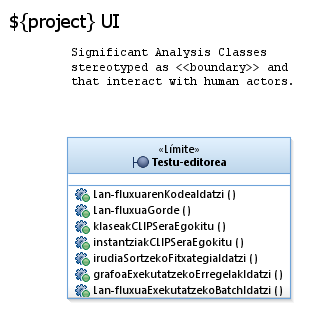 ${project} UI
Significant Analysis Classes
stereotyped as <<boundary>> and
that interact with human actors.
«Límite»
Testu-editorea
Lan-fluxuarenKodeaIdatzi ()
Lan-fluxuaGorde ()
klaseakCLIPSeraEgokitu ()
instantziakCLIPSeraEgokitu ()
irudiaSortzekoFitxategiaIdatzi ()
grafoaExekutatzekoErregelakIdatzi ()
Lan-fluxuaExekutatzekoBatchIdatzi ()